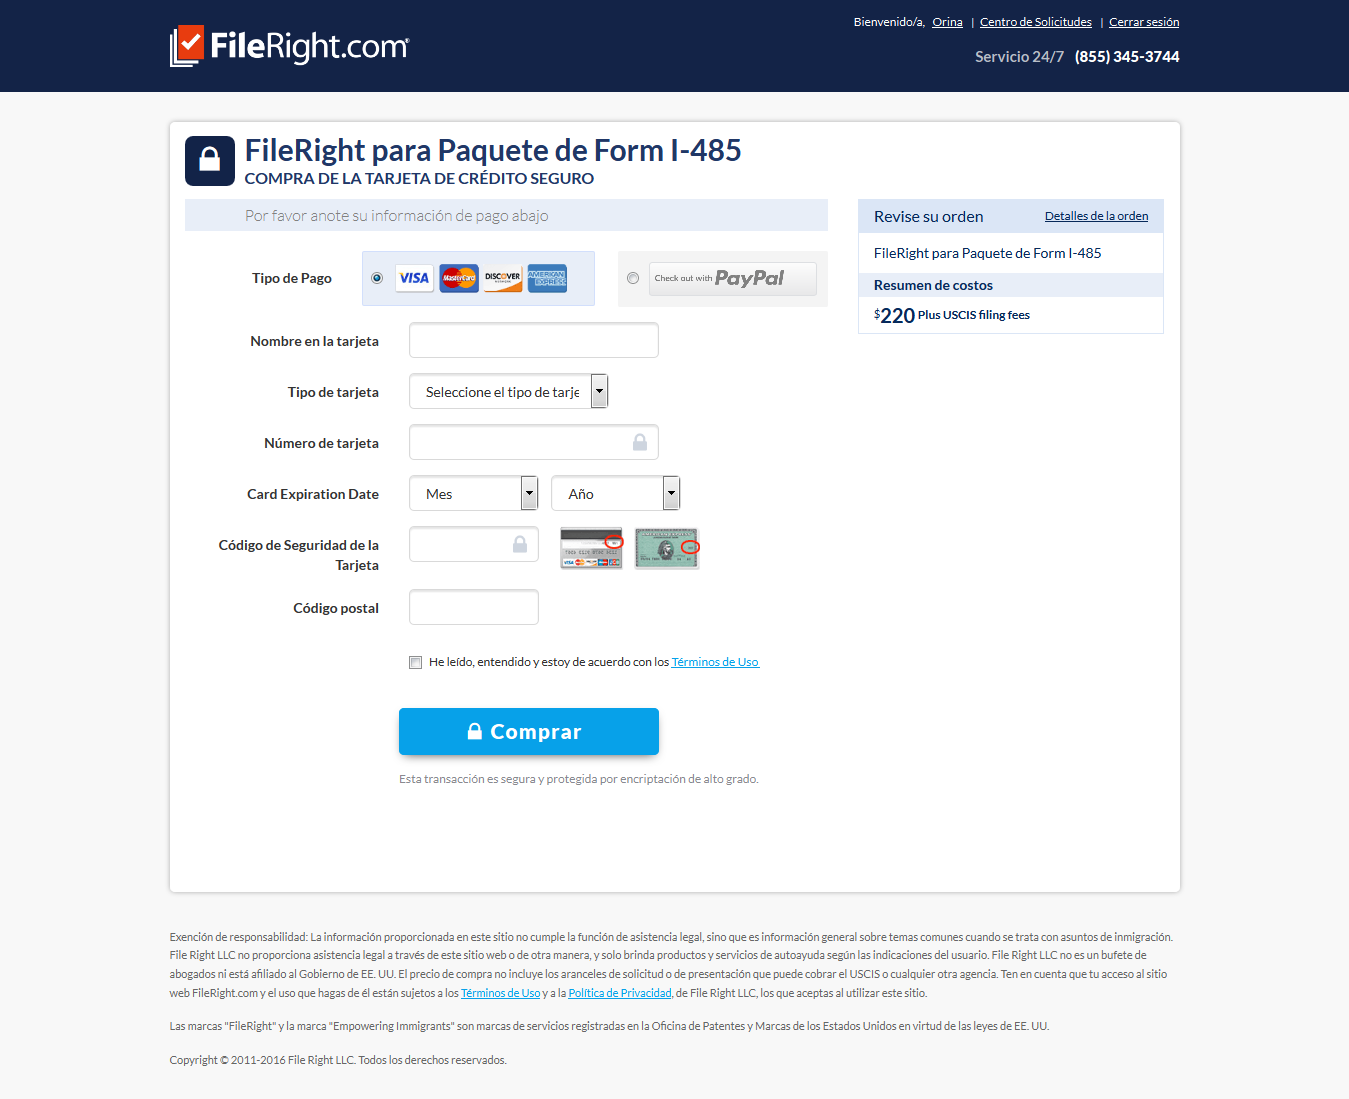 FileRight.com
Bienvenido/a, Orina | Centro de Solicitudes | Cerrar sesión
Servicio 24/7 (855) 345-3744
FileRight para Paquete de Form I-485
COMPRA DE LA TARJETA DE CRÉDITO SEGURO
Por favor anote su información de pago abajo
Revise su orden Detalles de la orden
FileRight para Paquete de Form I-485
Resumen de costos
$220 Plus USCIS filing fees
Tipo de Pago VISA MasterCard DISCOVER AMERICAN EXPRESS Check out with PayPal
Nombre en la tarjeta
Tipo de tarjeta Seleccione el tipo de tarje
Número de tarjeta
Card Expiration Date Mes Año
Código de Seguridad de la
Tarjeta
Código postal
He leído, entendido y estoy de acuerdo con los Términos de Uso
Comprar
Esta transacción es segura y protegida por encriptación de alto grado.
Exención de responsabilidad: La información proporcionada en este sitio no cumple la función de asistencia legal, sino que es información general sobre temas comunes cuando se trata con asuntos de inmigración.
File Right LLC no proporciona asistencia legal a través de este sitio web o de otra manera, y solo brinda productos y servicios de autoayuda según las indicaciones del usuario. File Right LLC no es un bufete de
abogados ni está afiliado al Gobierno de EE. UU. El precio de compra no incluye los aranceles de solicitud o de presentación que puede cobrar el USCIS o cualquier otra agencia. Ten en cuenta que tu acceso al sitio
web FileRight.com y el uso que hagas de él están sujetos a los Términos de Uso y a la Política de Privacidad, de File Right LLC, los que aceptas al utilizar este sitio.
Las marcas "FileRight" y la marca "Empowering Immigrants" son marcas de servicios registradas en la Oficina de Patentes y Marcas de los Estados Unidos en virtud de las leyes de EE. UU.
Copyright © 2011-2016 File Right LLC. Todos los derechos reservados.